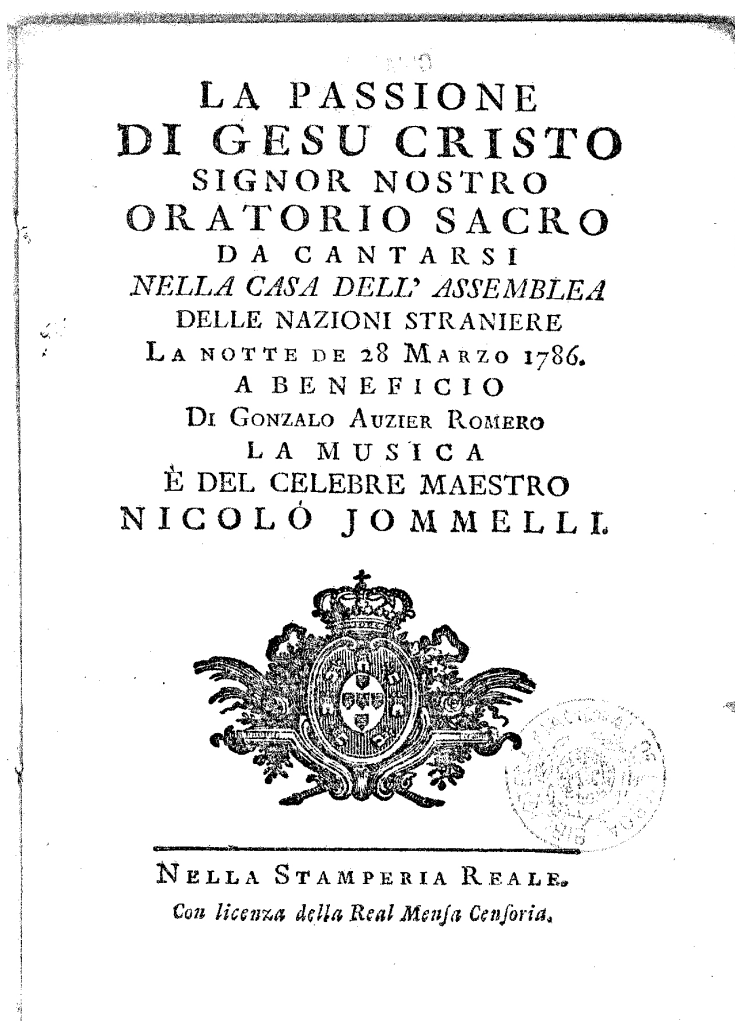 LA PASSIONE
DI GESU CRISTO
SIGNOR NOSTRO
ORATORIO SACRO
DA CANTARSI
NELLA CASA DELL' ASSEMBLEA
DELLE NAZIONI STRANIERE
LA NOTTE DE 28 MARZO 1786.
A BENEFICIO
DI GONZALO AUZIER ROMERO
LA MUSICA
È DEL CELEBRE MAESTRO
NICOLÓ JOMMELLI.
NELLA STAMPERIA REALE.
Con licenza della Real Menſa Cenſoria.